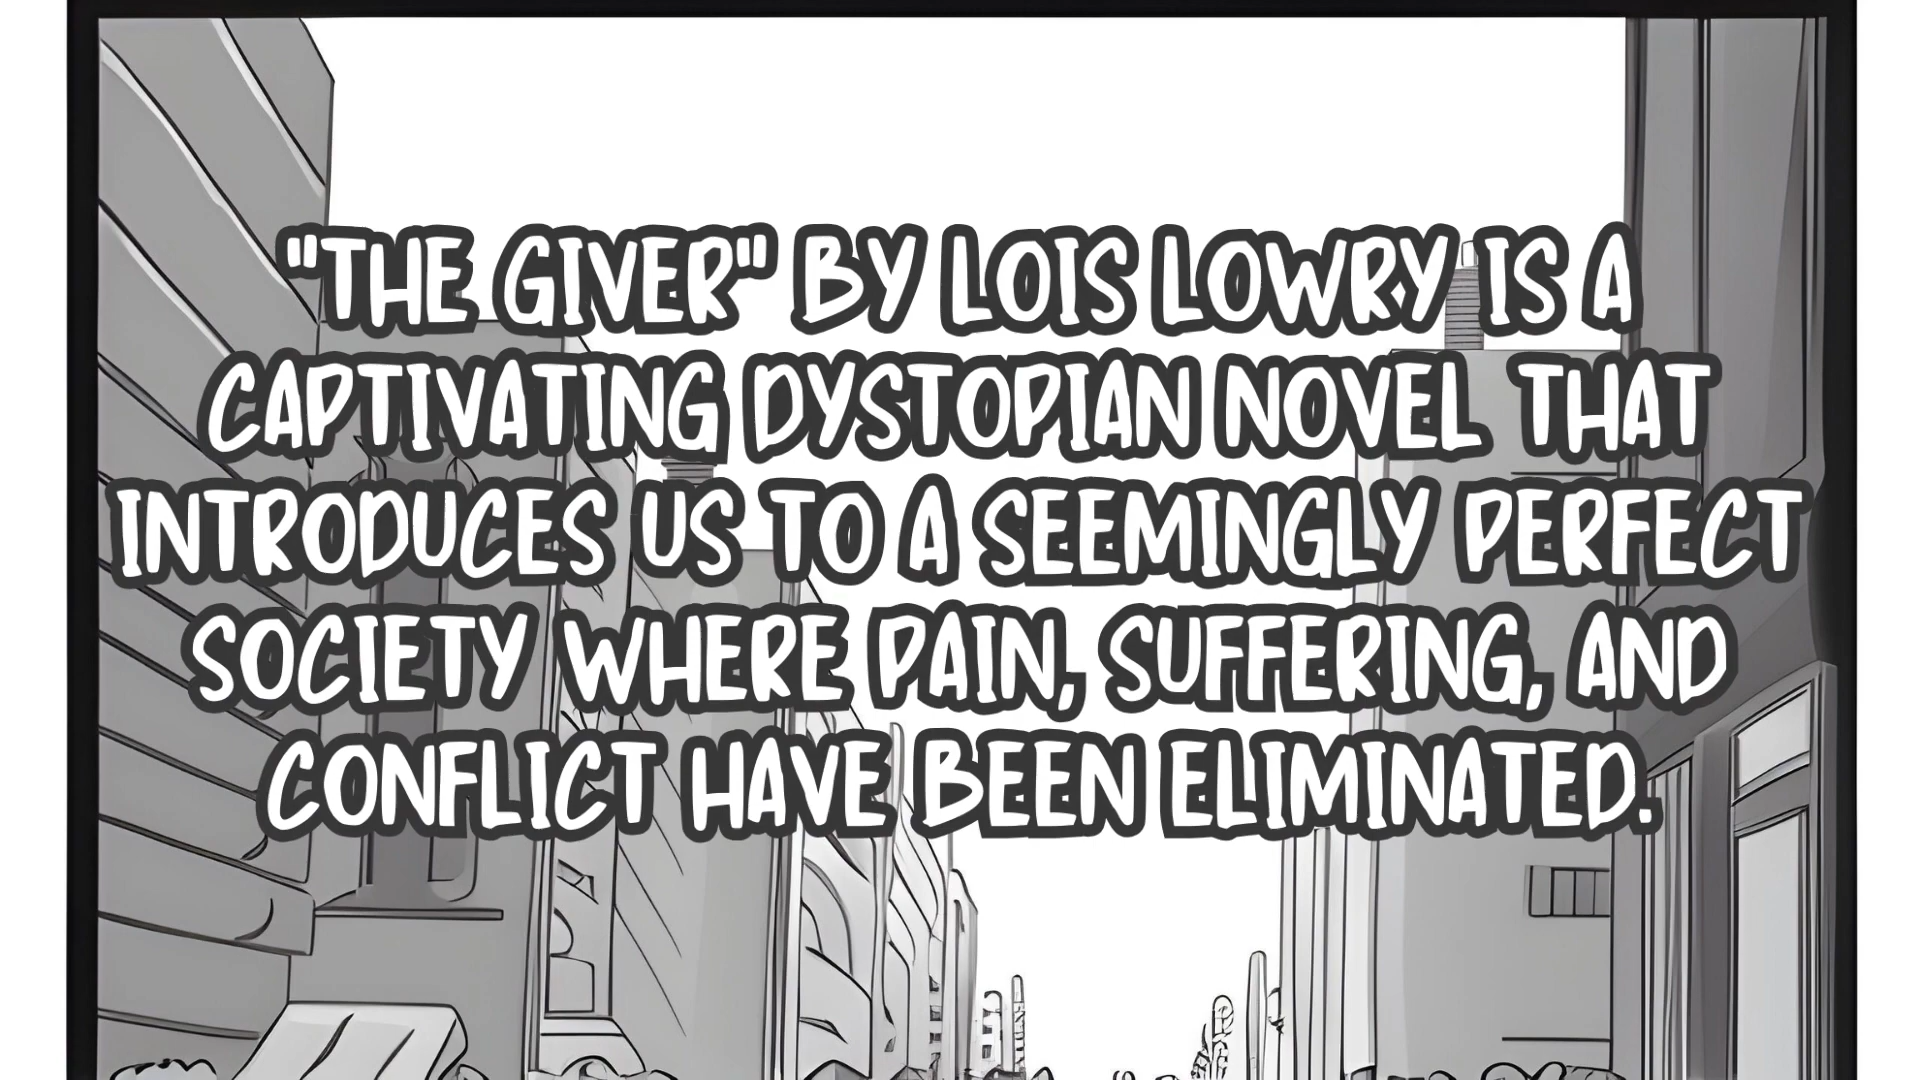 "THE GIVER" BY LOIS LOWRY IS A
CAPTIVATING DYSTOPIAN NOVEL THAT
INTRODUCES US TO A SEEMINGLY PERFECT
SOCIETY WHERE PAIN, SUFFERING, AND
CONFLICT HAVE BEEN ELIMINATED.